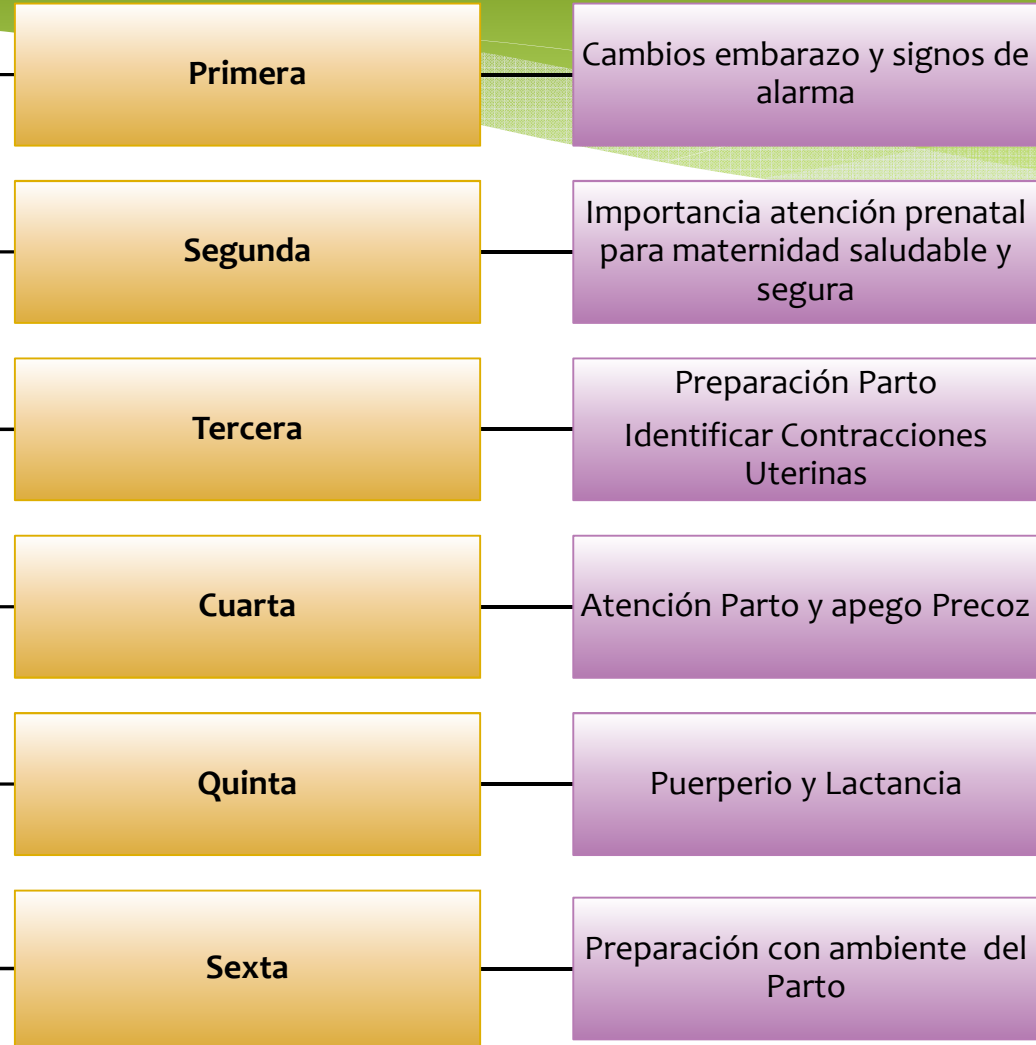 Primera
Cambios embarazo y signos de
alarma
Segunda
Importancia atención prenatal
para maternidad saludable y
segura
Tercera
Preparación Parto
Identificar Contracciones
Uterinas
Cuarta
Atención Parto y apego Precoz
Quinta
Puerperio y Lactancia
Sexta
Preparación con ambiente del
Parto